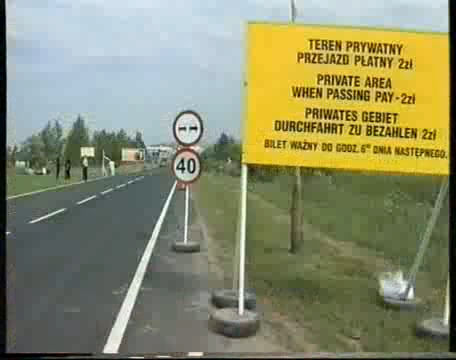 TEREN PRYWATNY
PRZEJAZD PŁATNY 2zł
PRIVATE AREA
WHEN PASSING PAY-2zł
PRIVATES GEBIET
DURCHFAHRT ZU BEZAHLEN 2zł
BILET WAŻNY DO GODZ. 6⁰⁰ DNIA NASTĘPNEGO.
40